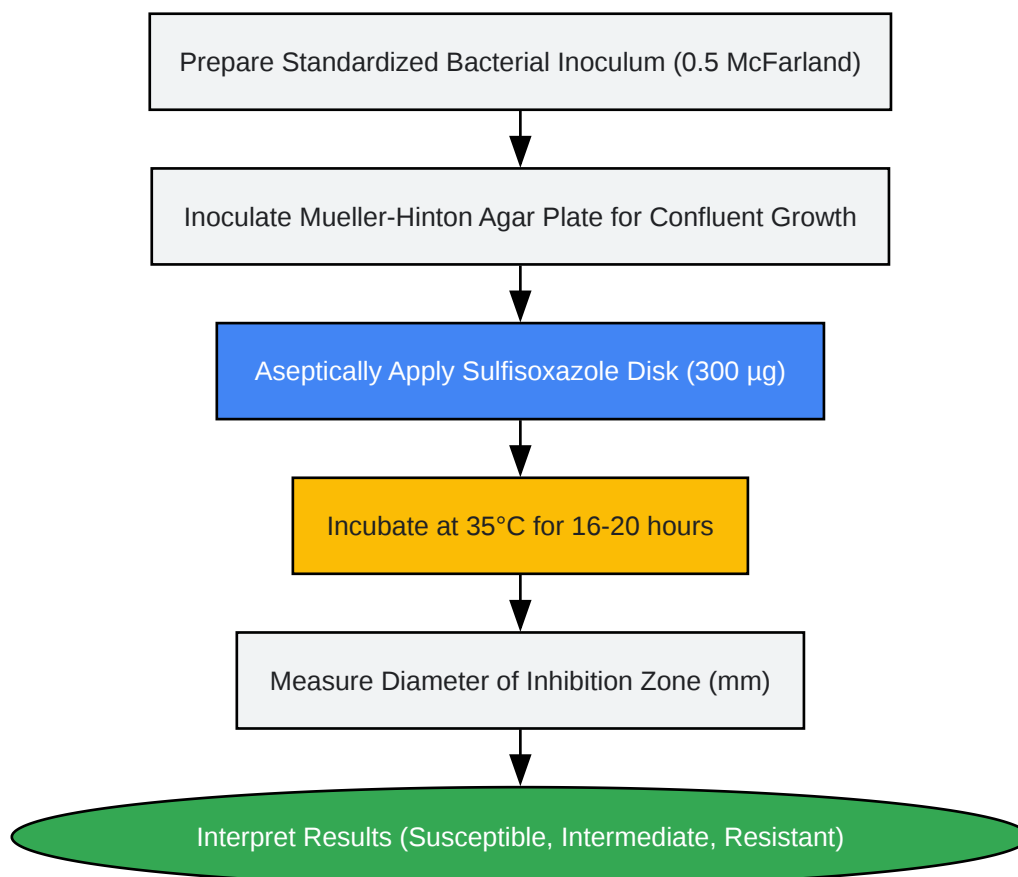 Prepare Standardized Bacterial Inoculum (0.5 McFarland)
Inoculate Mueller-Hinton Agar Plate for Confluent Growth
Aseptically Apply Sulfisoxazole Disk (300 µg)
Incubate at 35°C for 16-20 hours
Measure Diameter of Inhibition Zone (mm)
Interpret Results (Susceptible, Intermediate, Resistant)